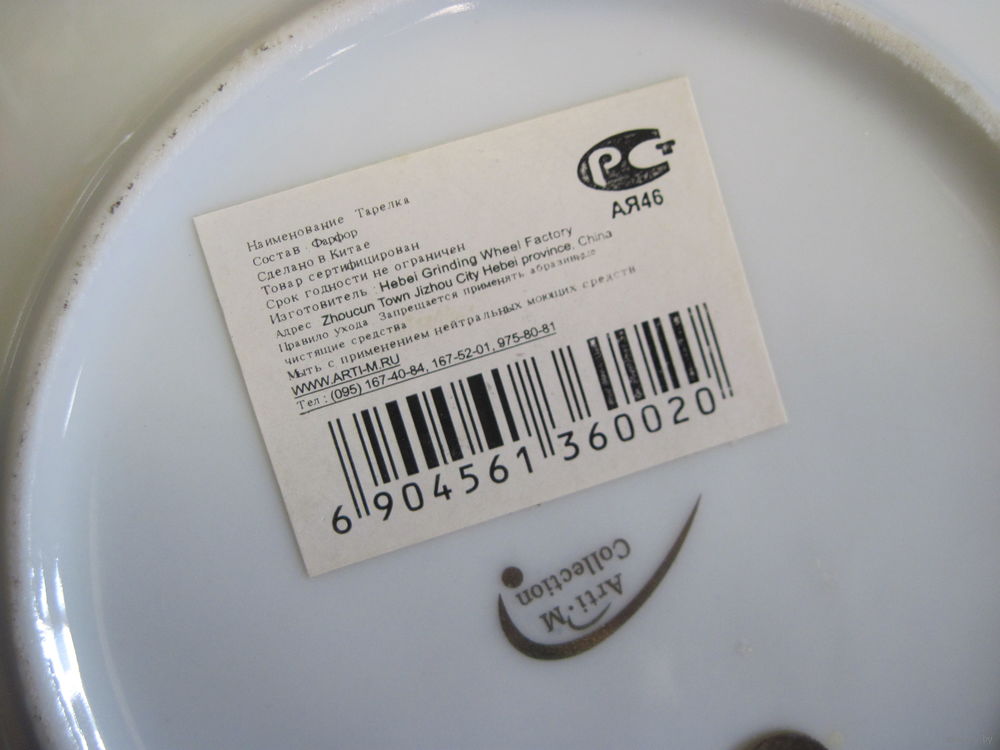 РСТ
АЯ46
Наименование Тарелка
Состав Фарфор
Сделано в Китае
Товар сертифицирован
Срок годности не ограничен
Изготовитель : Hebei Grinding Wheel Factory
Адрес Zhoucun Town Jizhou City Hebei province. China
Правило ухода Запрещается применять абразивные
чистящие средства
Мыть с применением нейтральных моющих средств
WWW.ARTI-M.RU
Тел : (095) 167-40-84, 167-52-01, 975-80-81
6 904561 360020
Arti·M
Collection